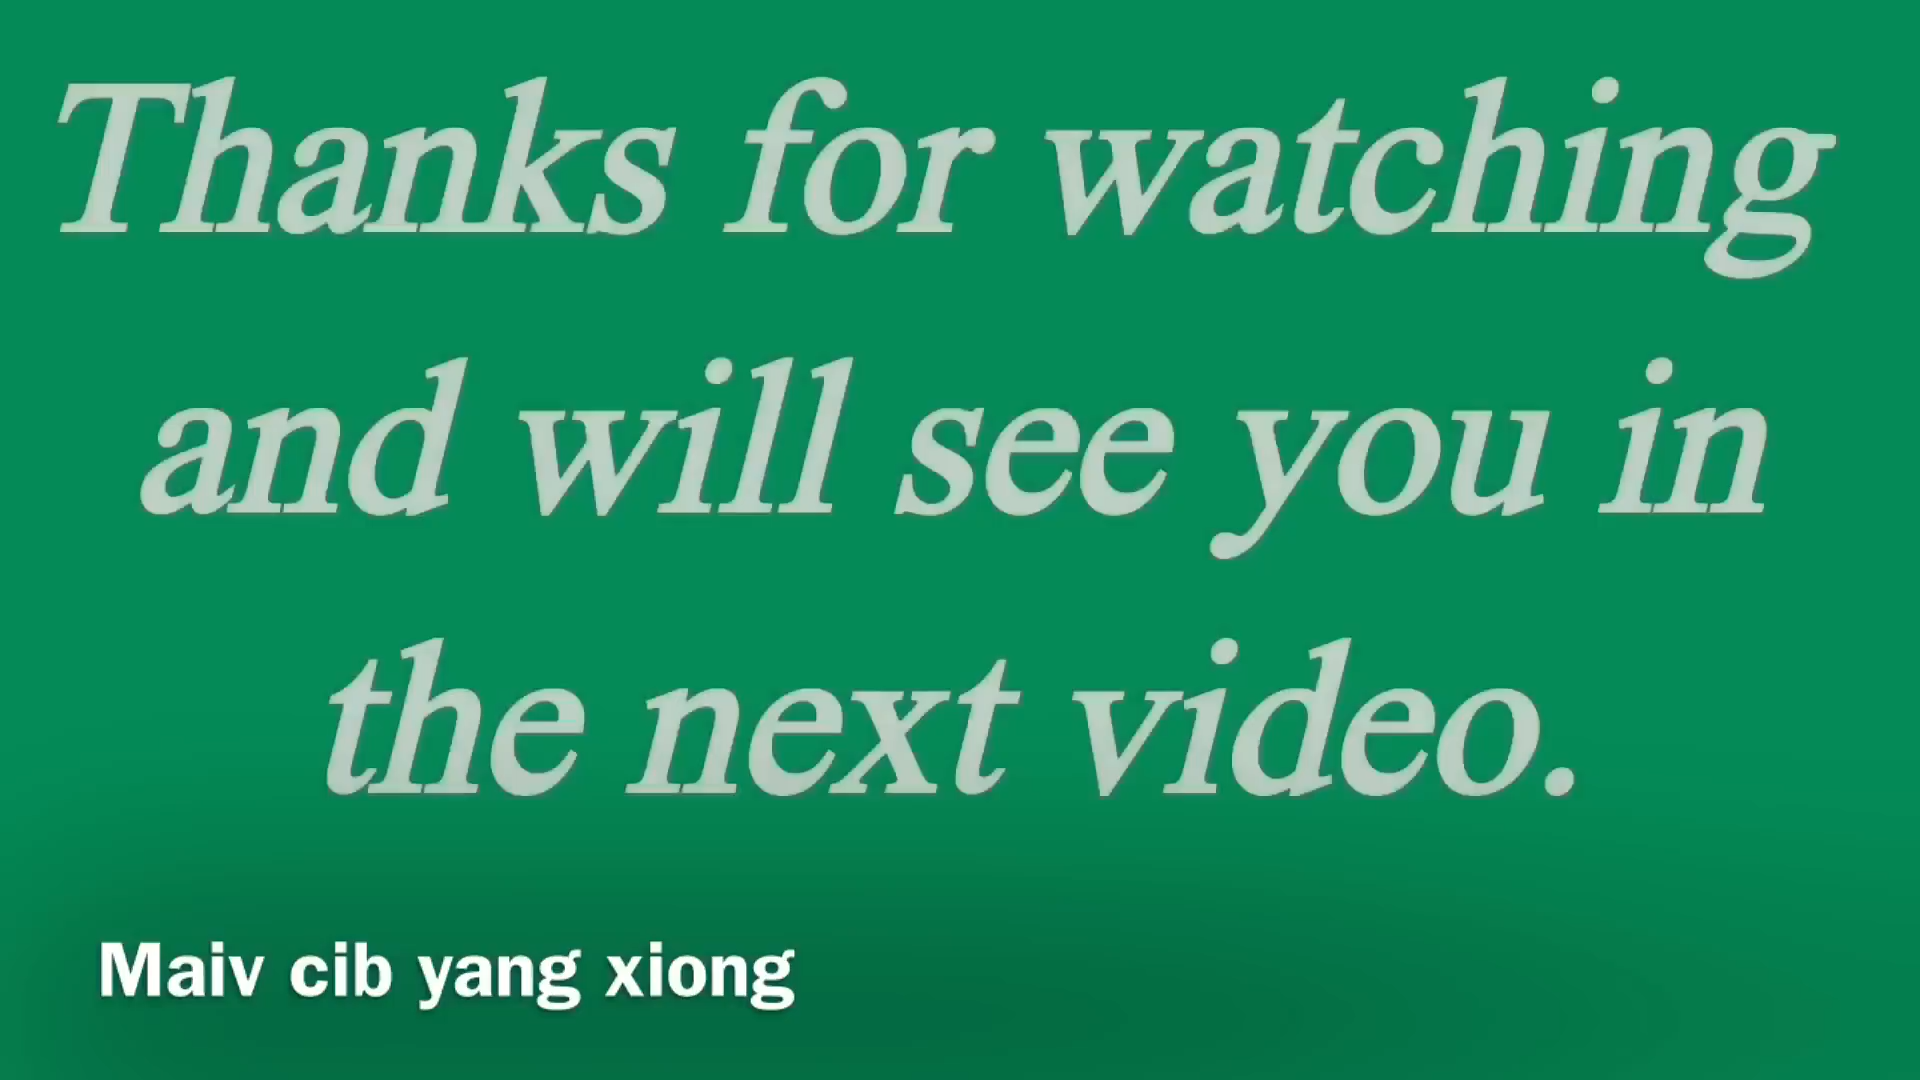 Thanks for watching
and will see you in
the next video.
Maiv cib yang xiong